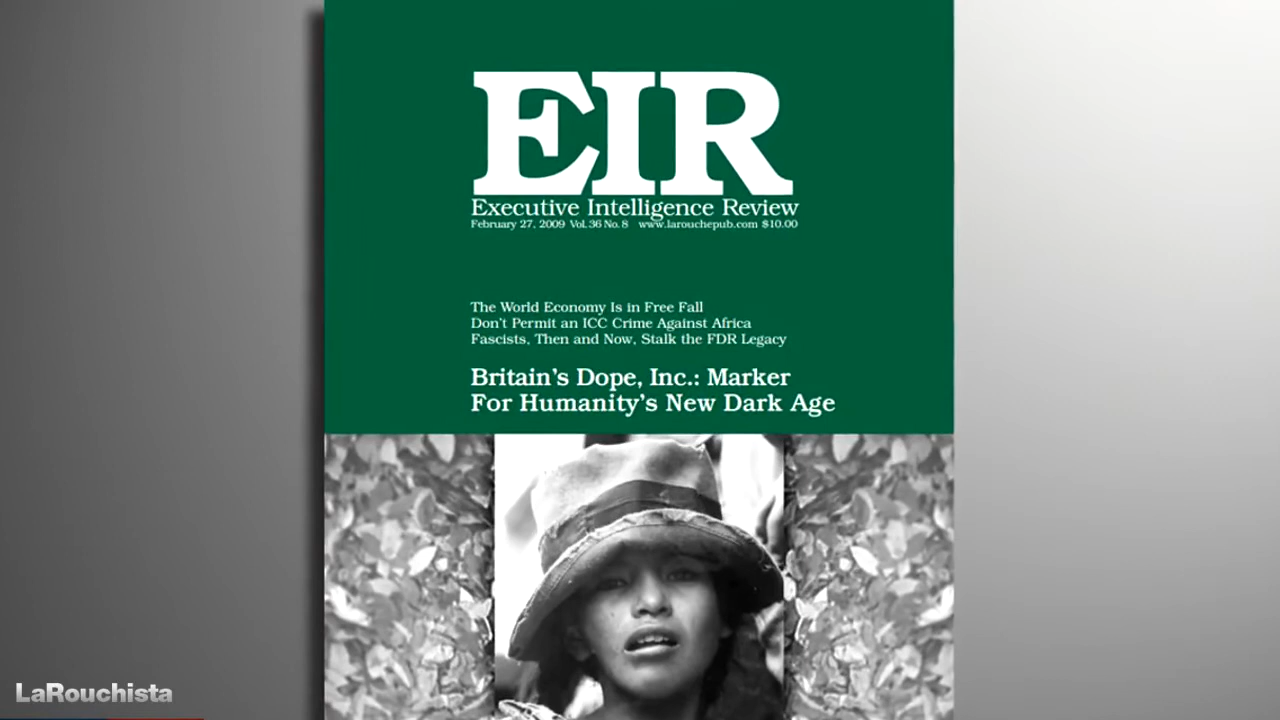 EIR
Executive Intelligence Review
February 27, 2009 Vol. 36 No. 8 www.larouchepub.com $10.00
The World Economy Is in Free Fall
Don't Permit an ICC Crime Against Africa
Fascists, Then and Now, Stalk the FDR Legacy
Britain's Dope, Inc.: Marker
For Humanity's New Dark Age
LaRouchista